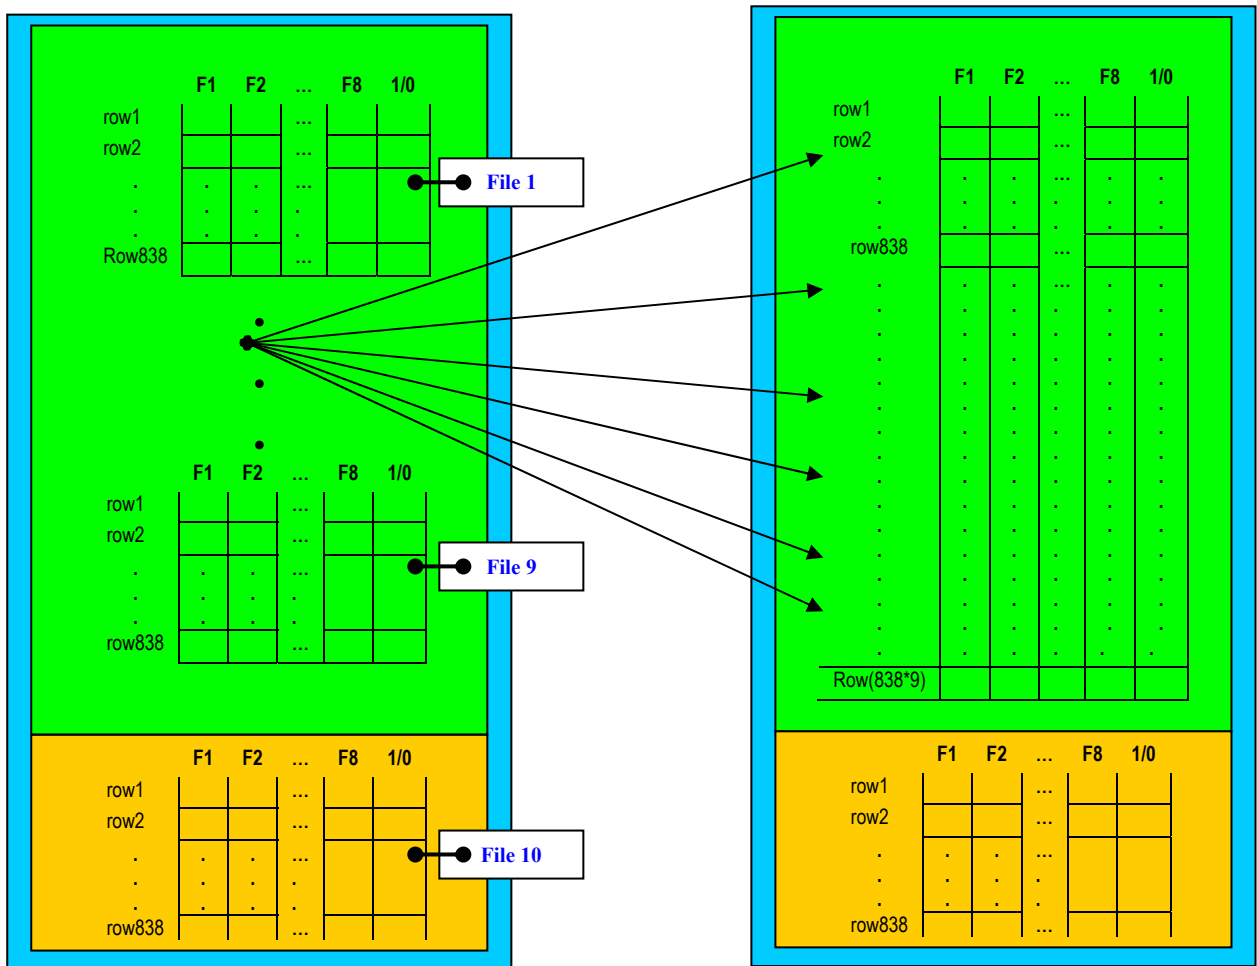 F1 F2 ... F8 1/0
row1 ...
row2 ...
. . . ...
. . . .
. . . .
Row838 ...
File 1
F1 F2 ... F8 1/0
row1 ...
row2 ...
. . . ...
. . . .
. . . .
row838 ...
File 9
F1 F2 ... F8 1/0
row1 ...
row2 ...
. . . ...
. . . .
. . . .
row838 ...
File 10
F1 F2 ... F8 1/0
row1 ...
row2 ...
. . . ... . .
. . . . . .
. . . . . .
row838 ...
. . . ... . .
. . . . . .
. . . . . .
. . . . . .
. . . . . .
. . . . . .
. . . . . .
. . . . . .
. . . . . .
Row(838*9)
F1 F2 ... F8 1/0
row1 ...
row2 ...
. . . ...
. . . .
. . . .
row838 ...